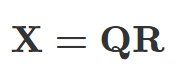 X = QR